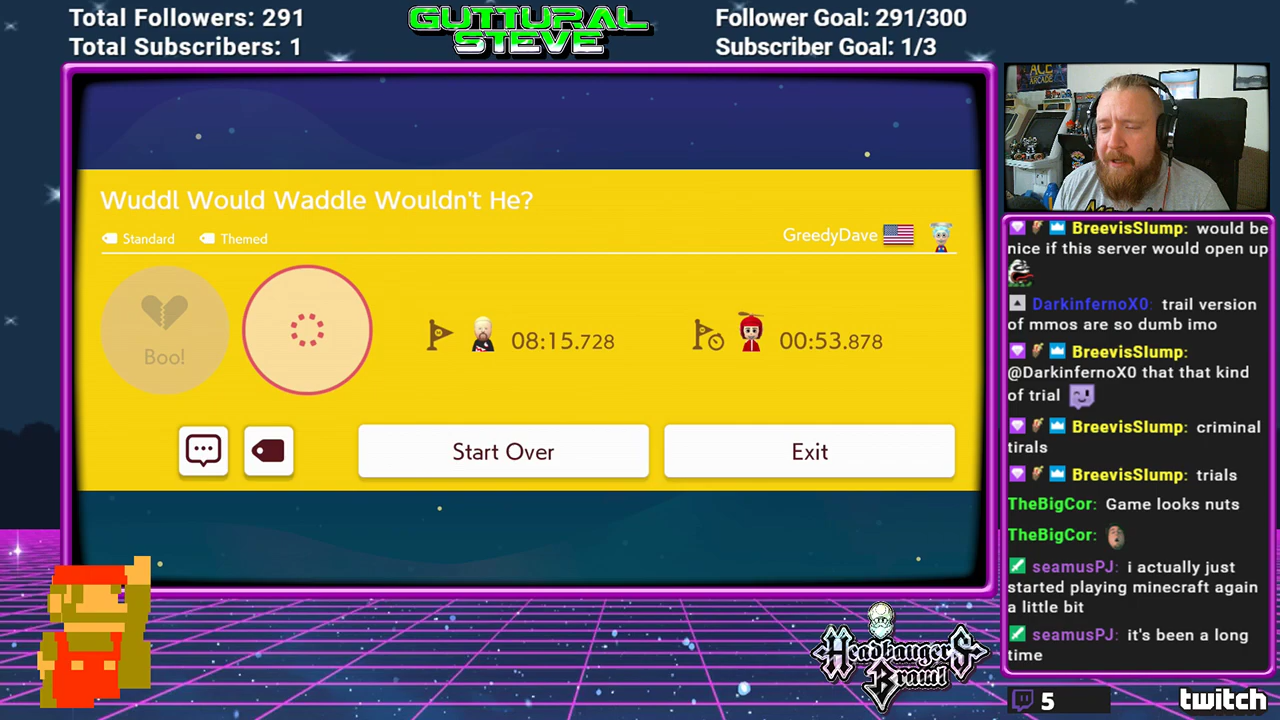 Total Followers: 291
Total Subscribers: 1
GUTTURAL
STEVE
Follower Goal: 291/300
Subscriber Goal: 1/3
ACE
ARCADE
Wuddl Would Waddle Wouldn't He?
Standard
Themed
GreedyDave
Boo!
08:15.728
00:53.878
Start Over
Exit
BreevisSlump: would be
nice if this server would open up
DarkinfernoX0: trail version
of mmos are so dumb imo
BreevisSlump:
@DarkinfernoX0 that that kind
of trial
BreevisSlump: criminal
tirals
BreevisSlump: trials
TheBigCor: Game looks nuts
TheBigCor:
seamusPJ: i actually just
started playing minecraft again
a little bit
seamusPJ: it's been a long
time
Headbangers
Brawl
5
twitch